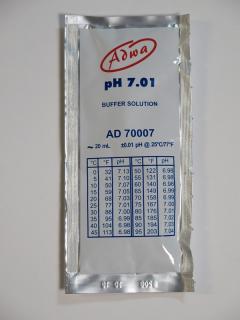 Adwa
pH 7.01
BUFFER SOLUTION
AD 70007
~ 20 mL ±0.01 pH @ 25°C/77°F
°C °F pH °C °F pH
0 32 7.13 50 122 6.98
5 41 7.10 55 131 6.98
10 50 7.07 60 140 6.98
15 59 7.05 65 149 6.99
20 68 7.03 70 158 6.99
25 77 7.01 75 167 7.00
30 86 7.00 80 176 7.00
35 95 6.99 85 185 7.01
40 104 6.98 90 194 7.02
45 113 6.98 95 203 7.04